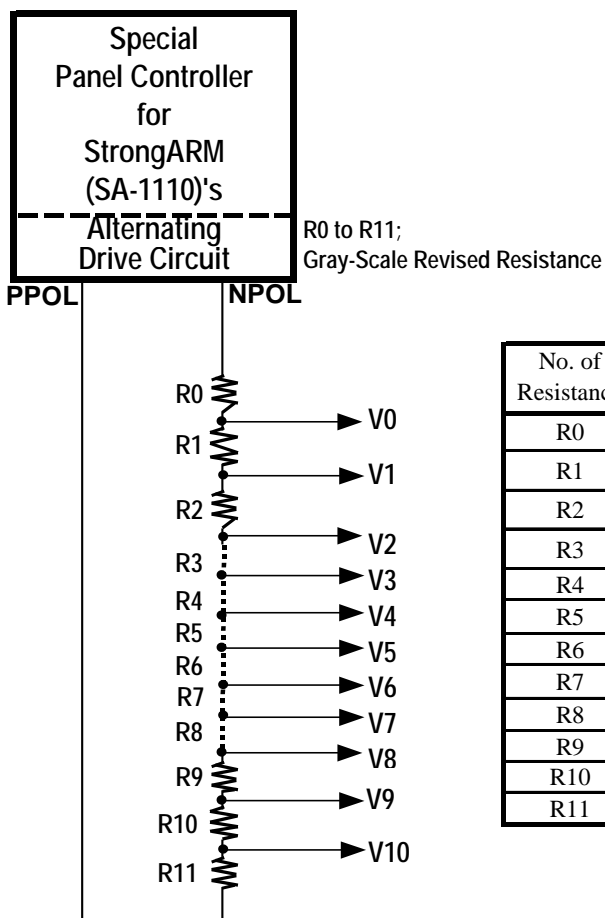 Special
Panel Controller
for
StrongARM
(SA-1110)'s
Alternating
Drive Circuit
R0 to R11;
Gray-Scale Revised Resistance
PPOL
NPOL
R0
V0
R1
V1
R2
V2
R3
V3
R4
V4
R5
V5
R6
V6
R7
V7
R8
V8
R9
V9
R10
V10
R11
No. of
Resistanc
R0
R1
R2
R3
R4
R5
R6
R7
R8
R9
R10
R11